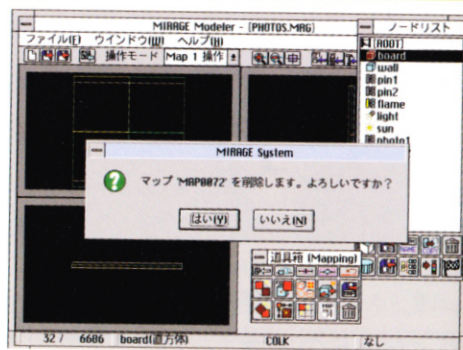 MIRAGE Modeler - [PHOTOS.MRG]
ファイル(F) ウインドウ(W) ヘルプ(H)
操作モード Map 1 操作
ノードリスト
[ROOT]
board
wall
pin1
pin2
flame
light
sun
photo1
MIRAGE System
マップ 'MAP0072' を削除します。よろしいですか?
はい(Y) いいえ(N)
道具箱 (Mapping)
32 / 6606 board(直方体) COLK なし